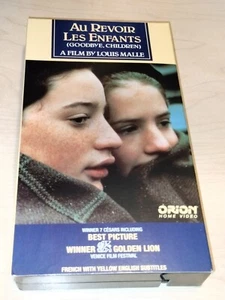 AU REVOIR
LES ENFANTS
(GOODBYE, CHILDREN)
A FILM BY LOUIS MALLE
ORION
HOME VIDEO
WINNER 7 CÉSARS INCLUDING
BEST PICTURE
WINNER GOLDEN LION
VENICE FILM FESTIVAL
FRENCH WITH YELLOW ENGLISH SUBTITLES